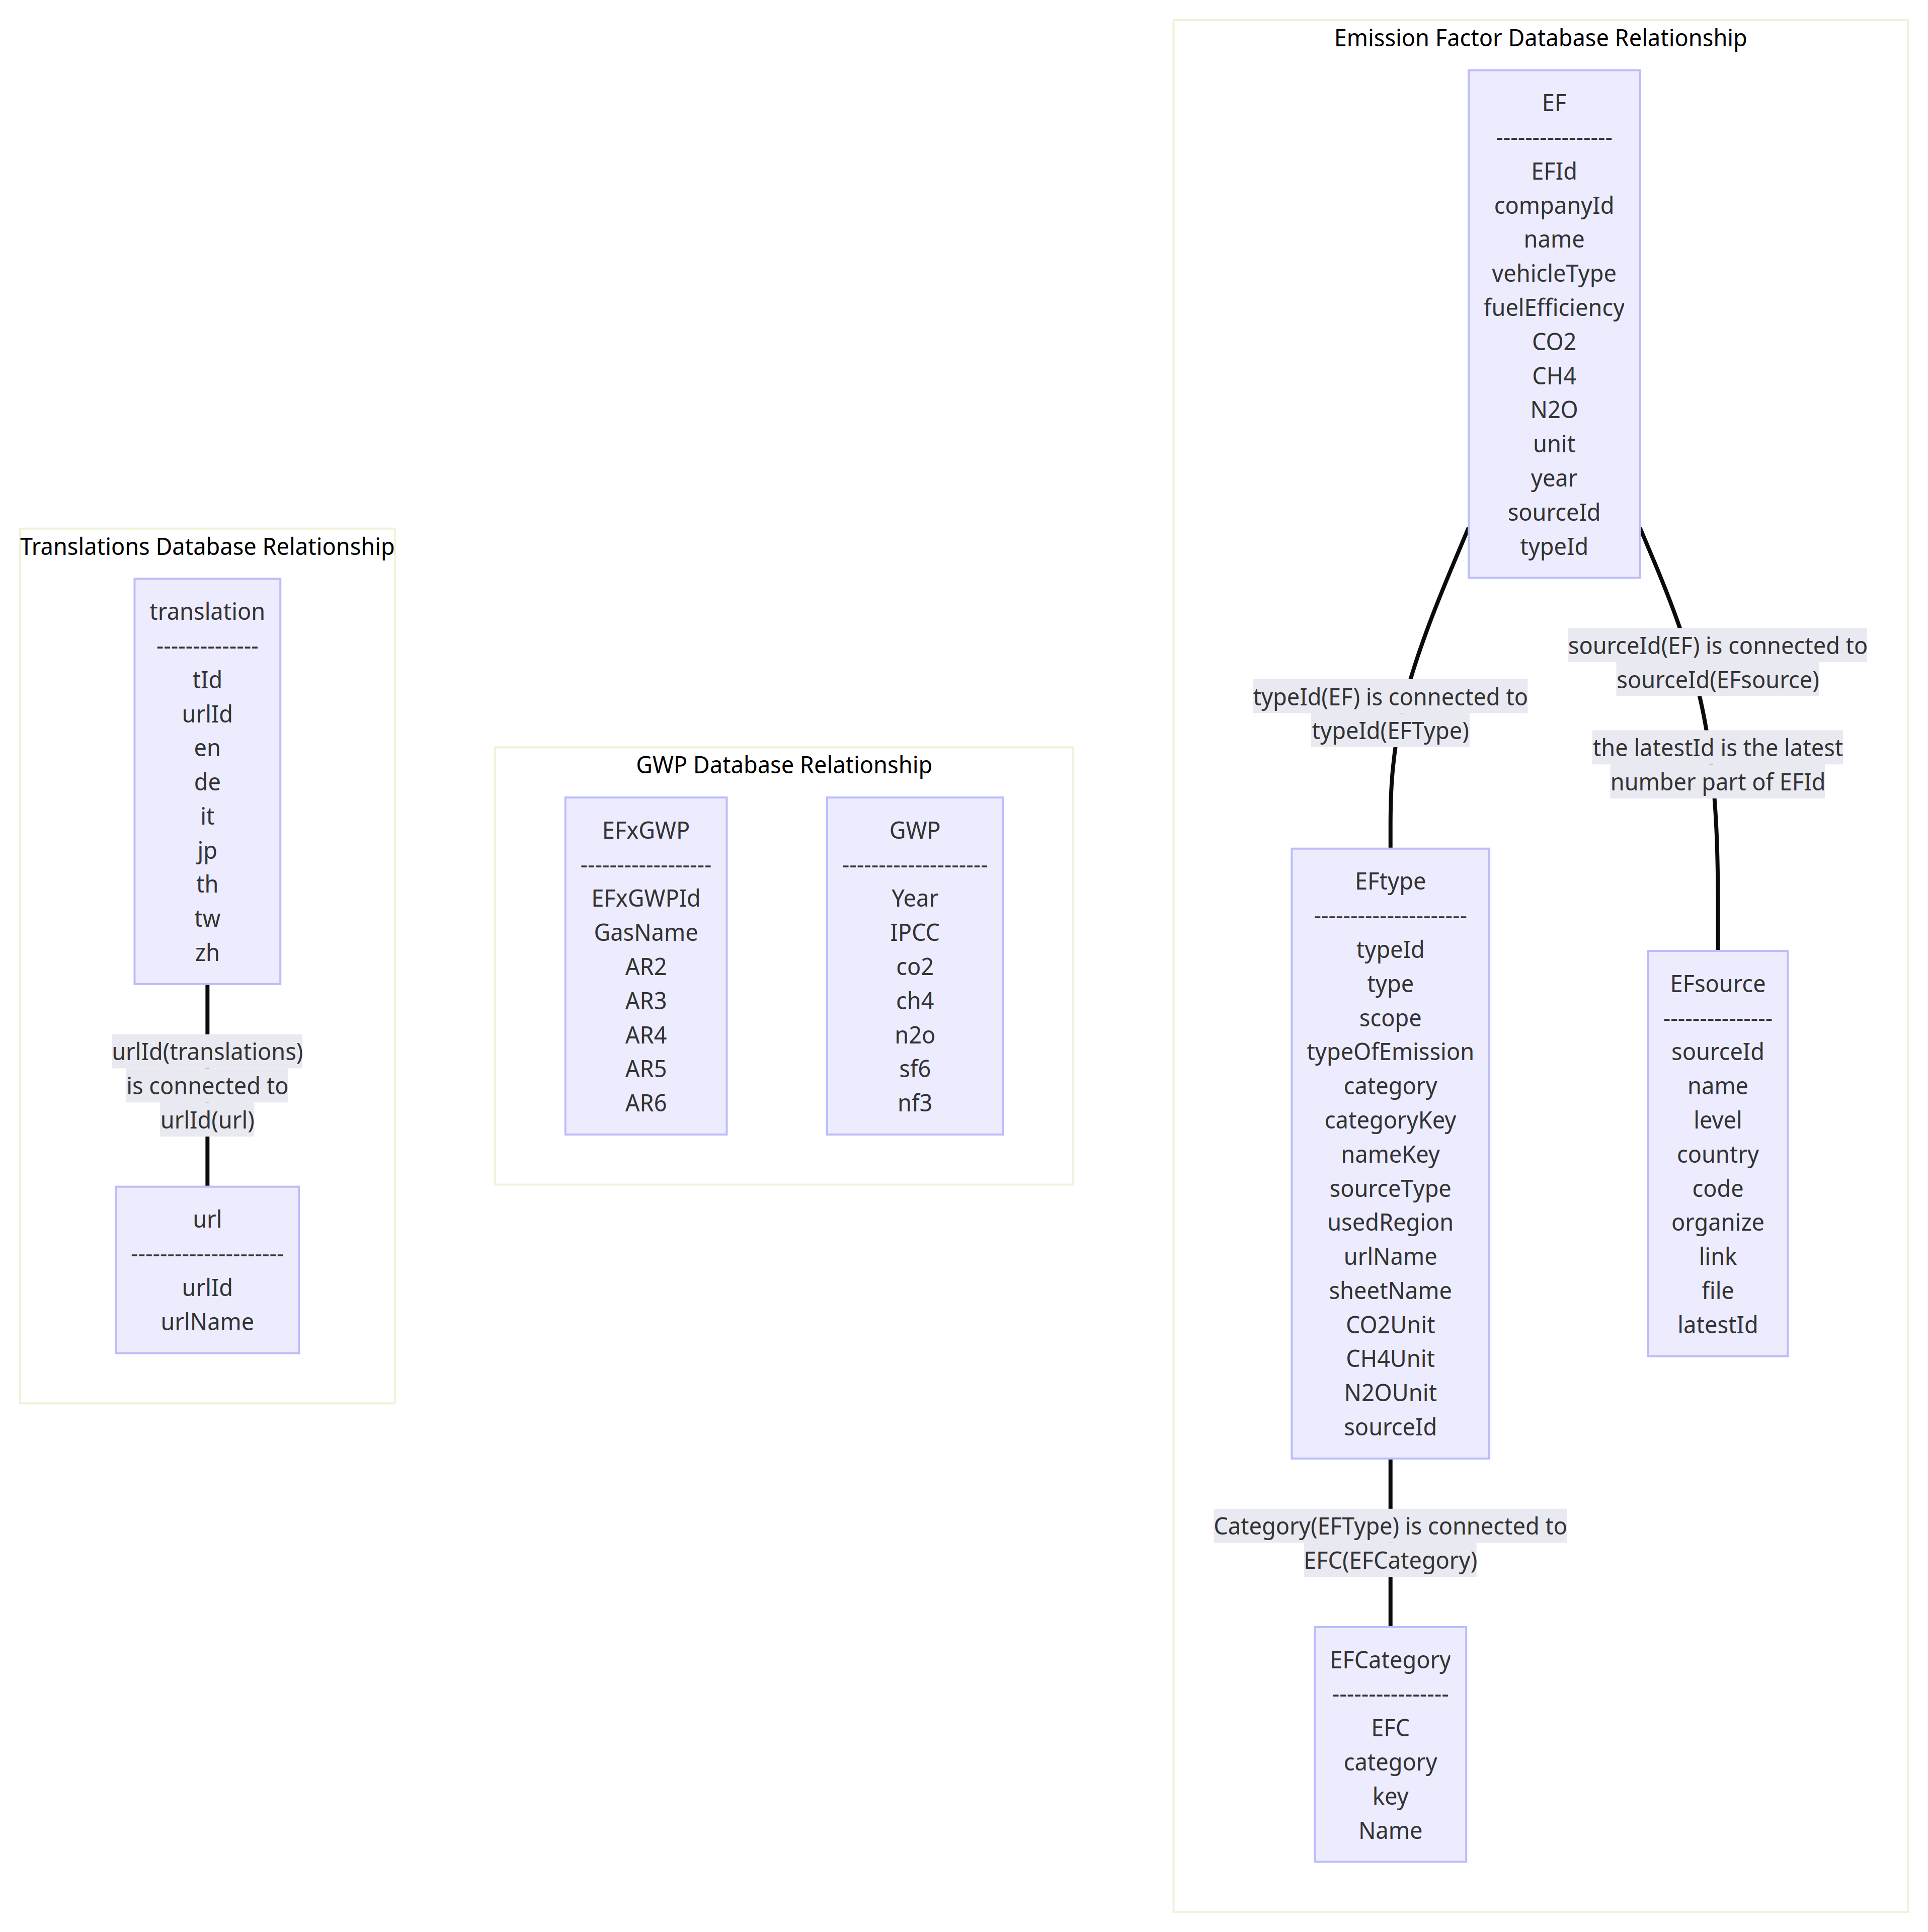 Translations Database Relationship
translation
--------------
tId
urlId
en
de
it
jp
th
tw
zh
urlId(translations)
is connected to
urlId(url)
url
---------------------
urlId
urlName
GWP Database Relationship
EFxGWP
------------------
EFxGWPId
GasName
AR2
AR3
AR4
AR5
AR6
GWP
--------------------
Year
IPCC
co2
ch4
n2o
sf6
nf3
Emission Factor Database Relationship
EF
----------------
EFId
companyId
name
vehicleType
fuelEfficiency
CO2
CH4
N2O
unit
year
sourceId
typeId
typeId(EF) is connected to
typeId(EFType)
sourceId(EF) is connected to
sourceId(EFsource)
the latestId is the latest
number part of EFId
EFtype
---------------------
typeId
type
scope
typeOfEmission
category
categoryKey
nameKey
sourceType
usedRegion
urlName
sheetName
CO2Unit
CH4Unit
N2OUnit
sourceId
EFsource
---------------
sourceId
name
level
country
code
organize
link
file
latestId
Category(EFType) is connected to
EFC(EFCategory)
EFCategory
----------------
EFC
category
key
Name